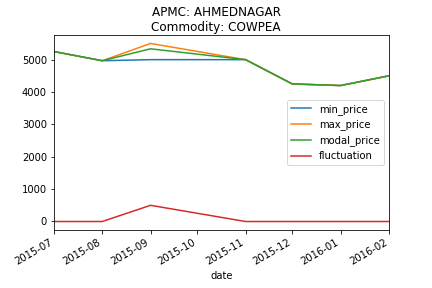 APMC: AHMEDNAGAR
Commodity: COWPEA
5000
4000
3000
2000
1000
0
min_price
max_price
modal_price
fluctuation
2015-07
2015-08
2015-09
2015-10
2015-11
2015-12
2016-01
2016-02
date